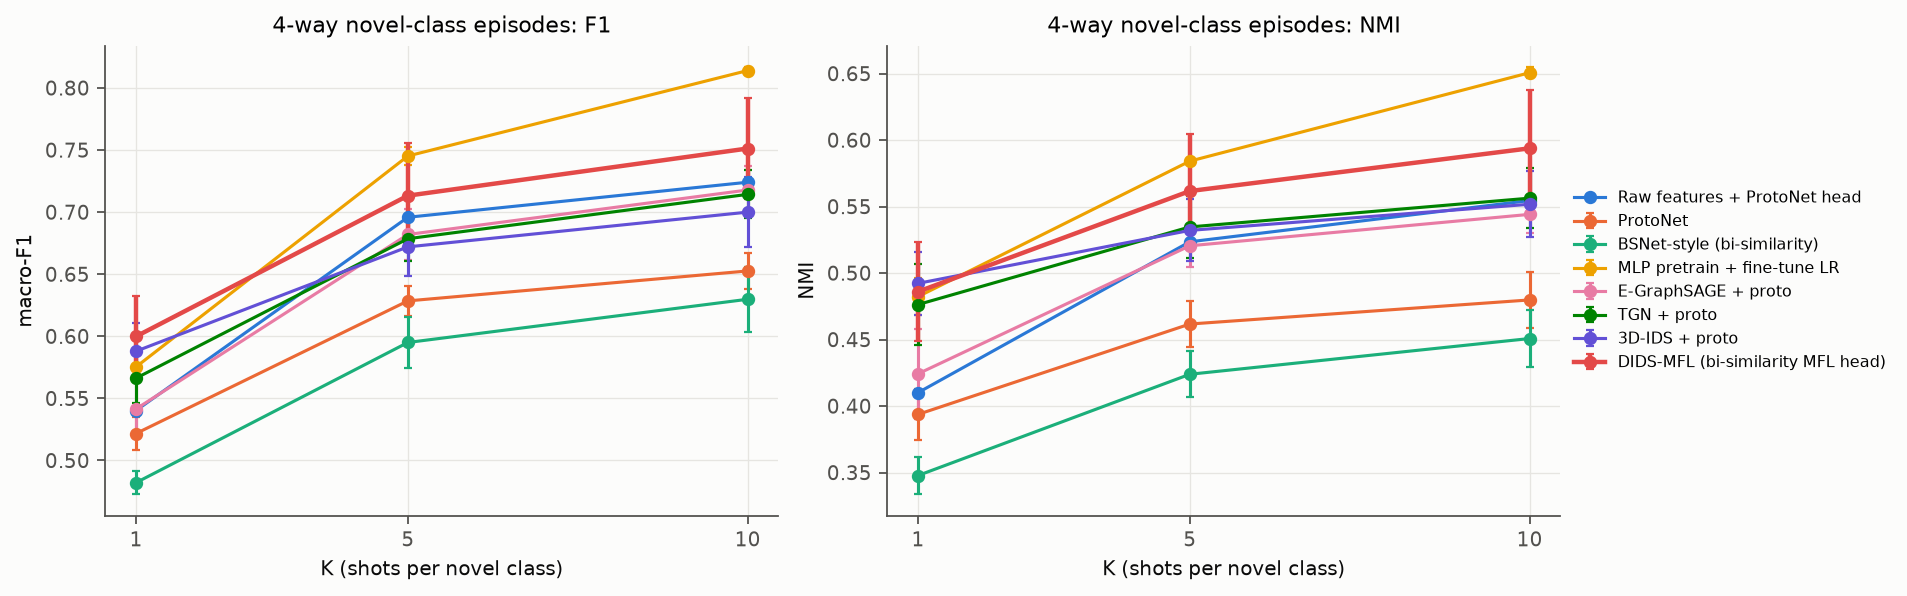 4-way novel-class episodes: F1
macro-F1
0.80
0.75
0.70
0.65
0.60
0.55
0.50
1
5
10
K (shots per novel class)
4-way novel-class episodes: NMI
NMI
0.65
0.60
0.55
0.50
0.45
0.40
0.35
1
5
10
K (shots per novel class)
Raw features + ProtoNet head
ProtoNet
BSNet-style (bi-similarity)
MLP pretrain + fine-tune LR
E-GraphSAGE + proto
TGN + proto
3D-IDS + proto
DIDS-MFL (bi-similarity MFL head)